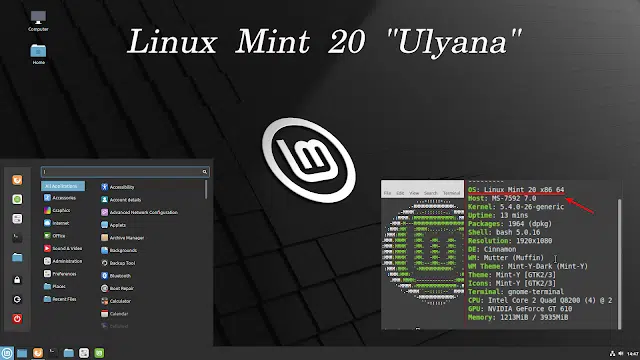 Computer
Home
Linux Mint 20 "Ulyana"
All Applications
Accessories
Graphics
Internet
Office
Sound & Video
Administration
Preferences
Places
Recent Files
Accessibility
Account details
Advanced Network Configuration
Applets
Archive Manager
Backgrounds
Backup Tool
Bluetooth
Boot Repair
Calculator
Calendar
File Edit View Search Terminal
OS: Linux Mint 20 x86_64
Host: MS-7592 7.0
Kernel: 5.4.0-26-generic
Uptime: 13 mins
Packages: 1964 (dpkg)
Shell: bash 5.0.16
Resolution: 1920x1080
DE: Cinnamon
WM: Mutter (Muffin)
WM Theme: Mint-Y-Dark (Mint-Y)
Theme: Mint-Y [GTK2/3]
Icons: Mint-Y [GTK2/3]
Terminal: gnome-terminal
CPU: Intel Core 2 Quad Q8200 (4) @ 2
GPU: NVIDIA GeForce GT 610
Memory: 1213MiB / 3935MiB